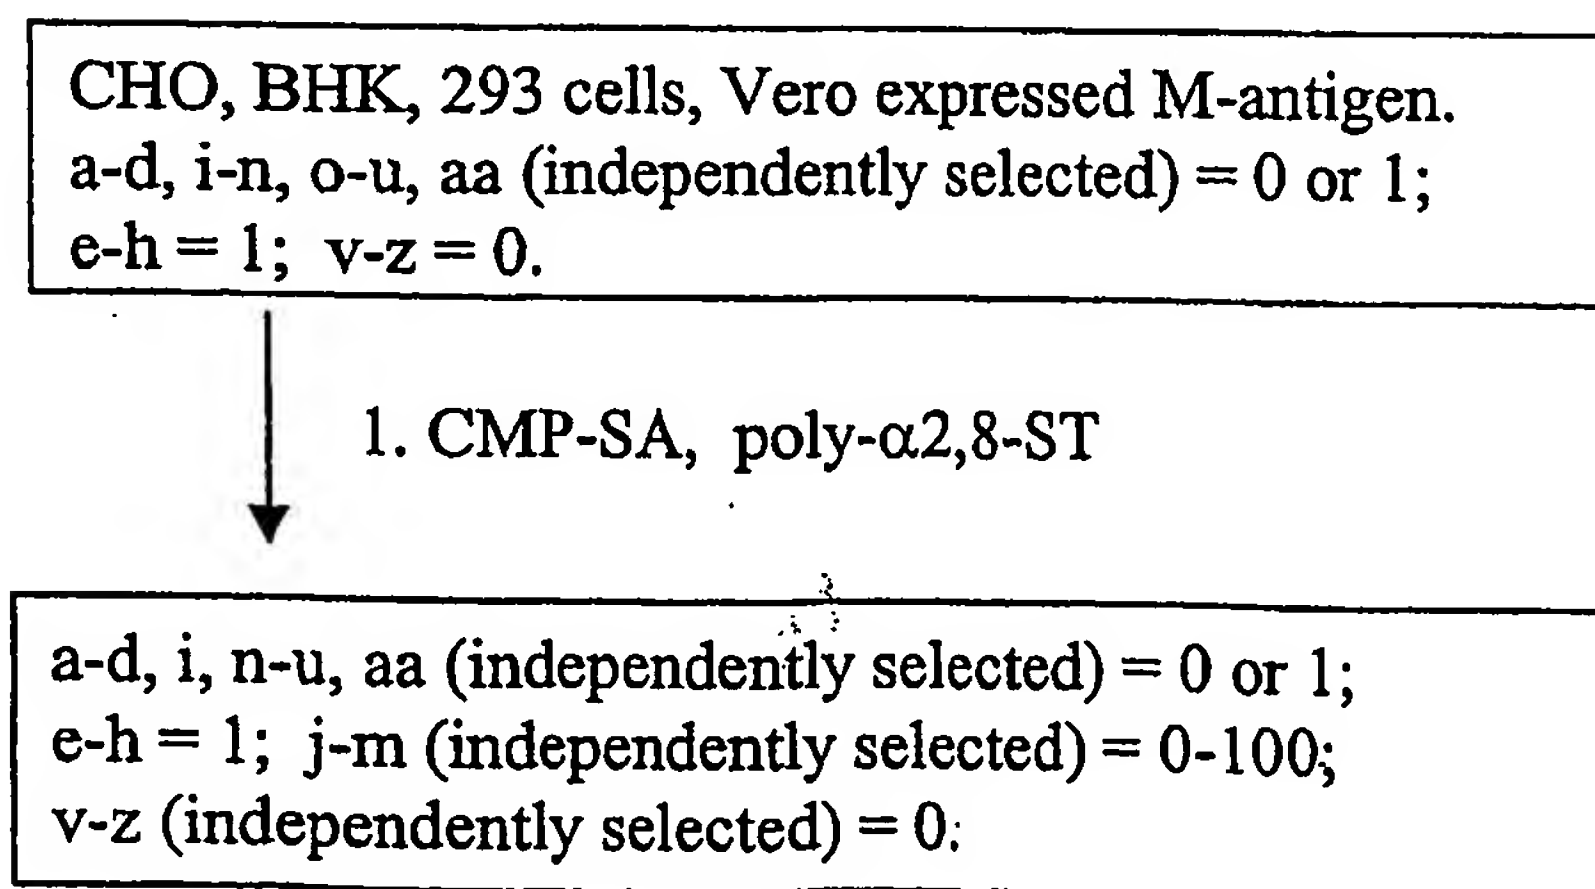 CHO, BHK, 293 cells, Vero expressed M-antigen.
a-d, i-n, o-u, aa (independently selected) = 0 or 1;
e-h = 1; v-z = 0.
1. CMP-SA, poly-α2,8-ST
a-d, i, n-u, aa (independently selected) = 0 or 1;
e-h = 1; j-m (independently selected) = 0-100;
v-z (independently selected) = 0.